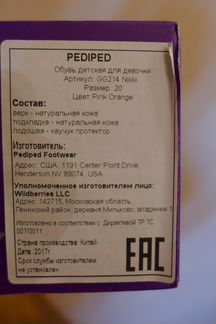 PEDIPED
Обувь детская для девочки
Артикул: GG214 Nikki
Размер: 20
Цвет:Pink Orange
Состав:
верх - натуральная кожа
подкладка - натуральная кожа
подошва - каучук протектор
Изготовитель:
Pediped Footwear
Адрес: США, 1191 Center Point Drive,
Henderson,NV 89074, USA
Уполномоченное изготовителем лицо:
Wildberries LLC
Адрес: 142715, Московская область,
Ленинский район, деревня Мильково, владение 1
Изготовлено в соответствии с Директивой ТР ТС
007/2011
Страна производства: Китай
Дата :2017г
Срок службы изготовителем
не установлен
EAC